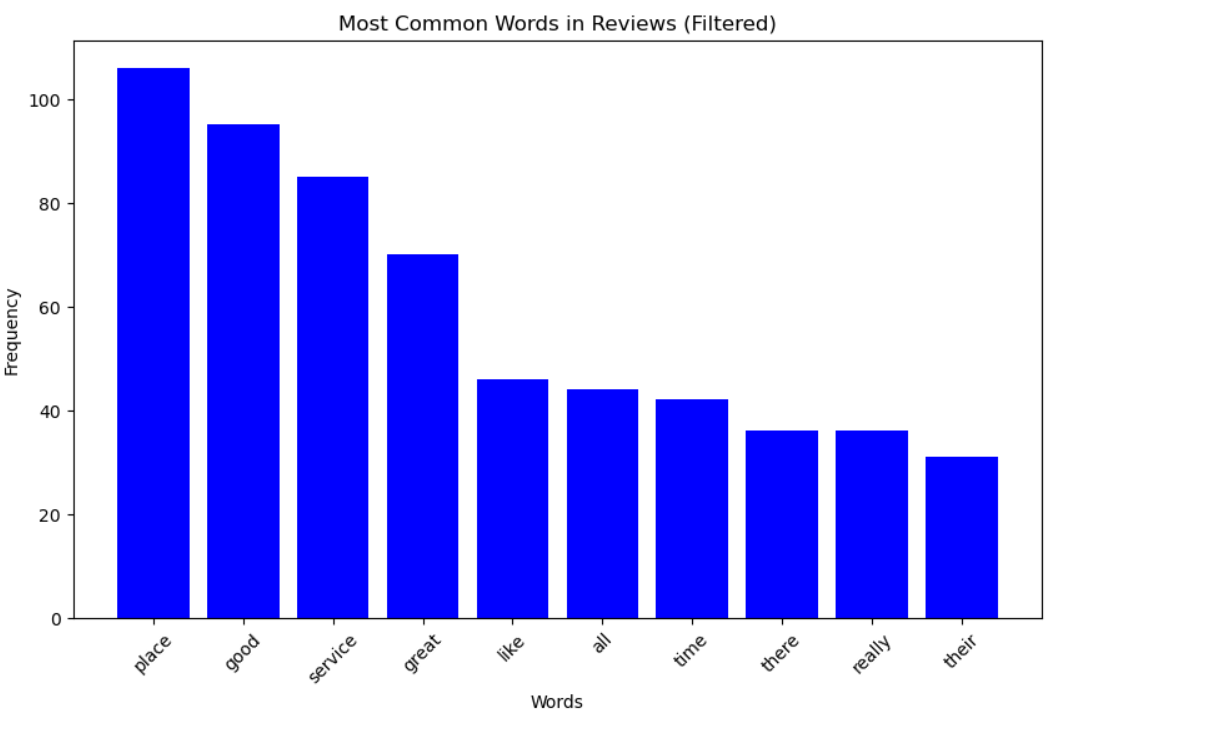 Most Common Words in Reviews (Filtered)
Frequency
100
80
60
40
20
0
place
good
service
great
like
all
time
there
really
their
Words